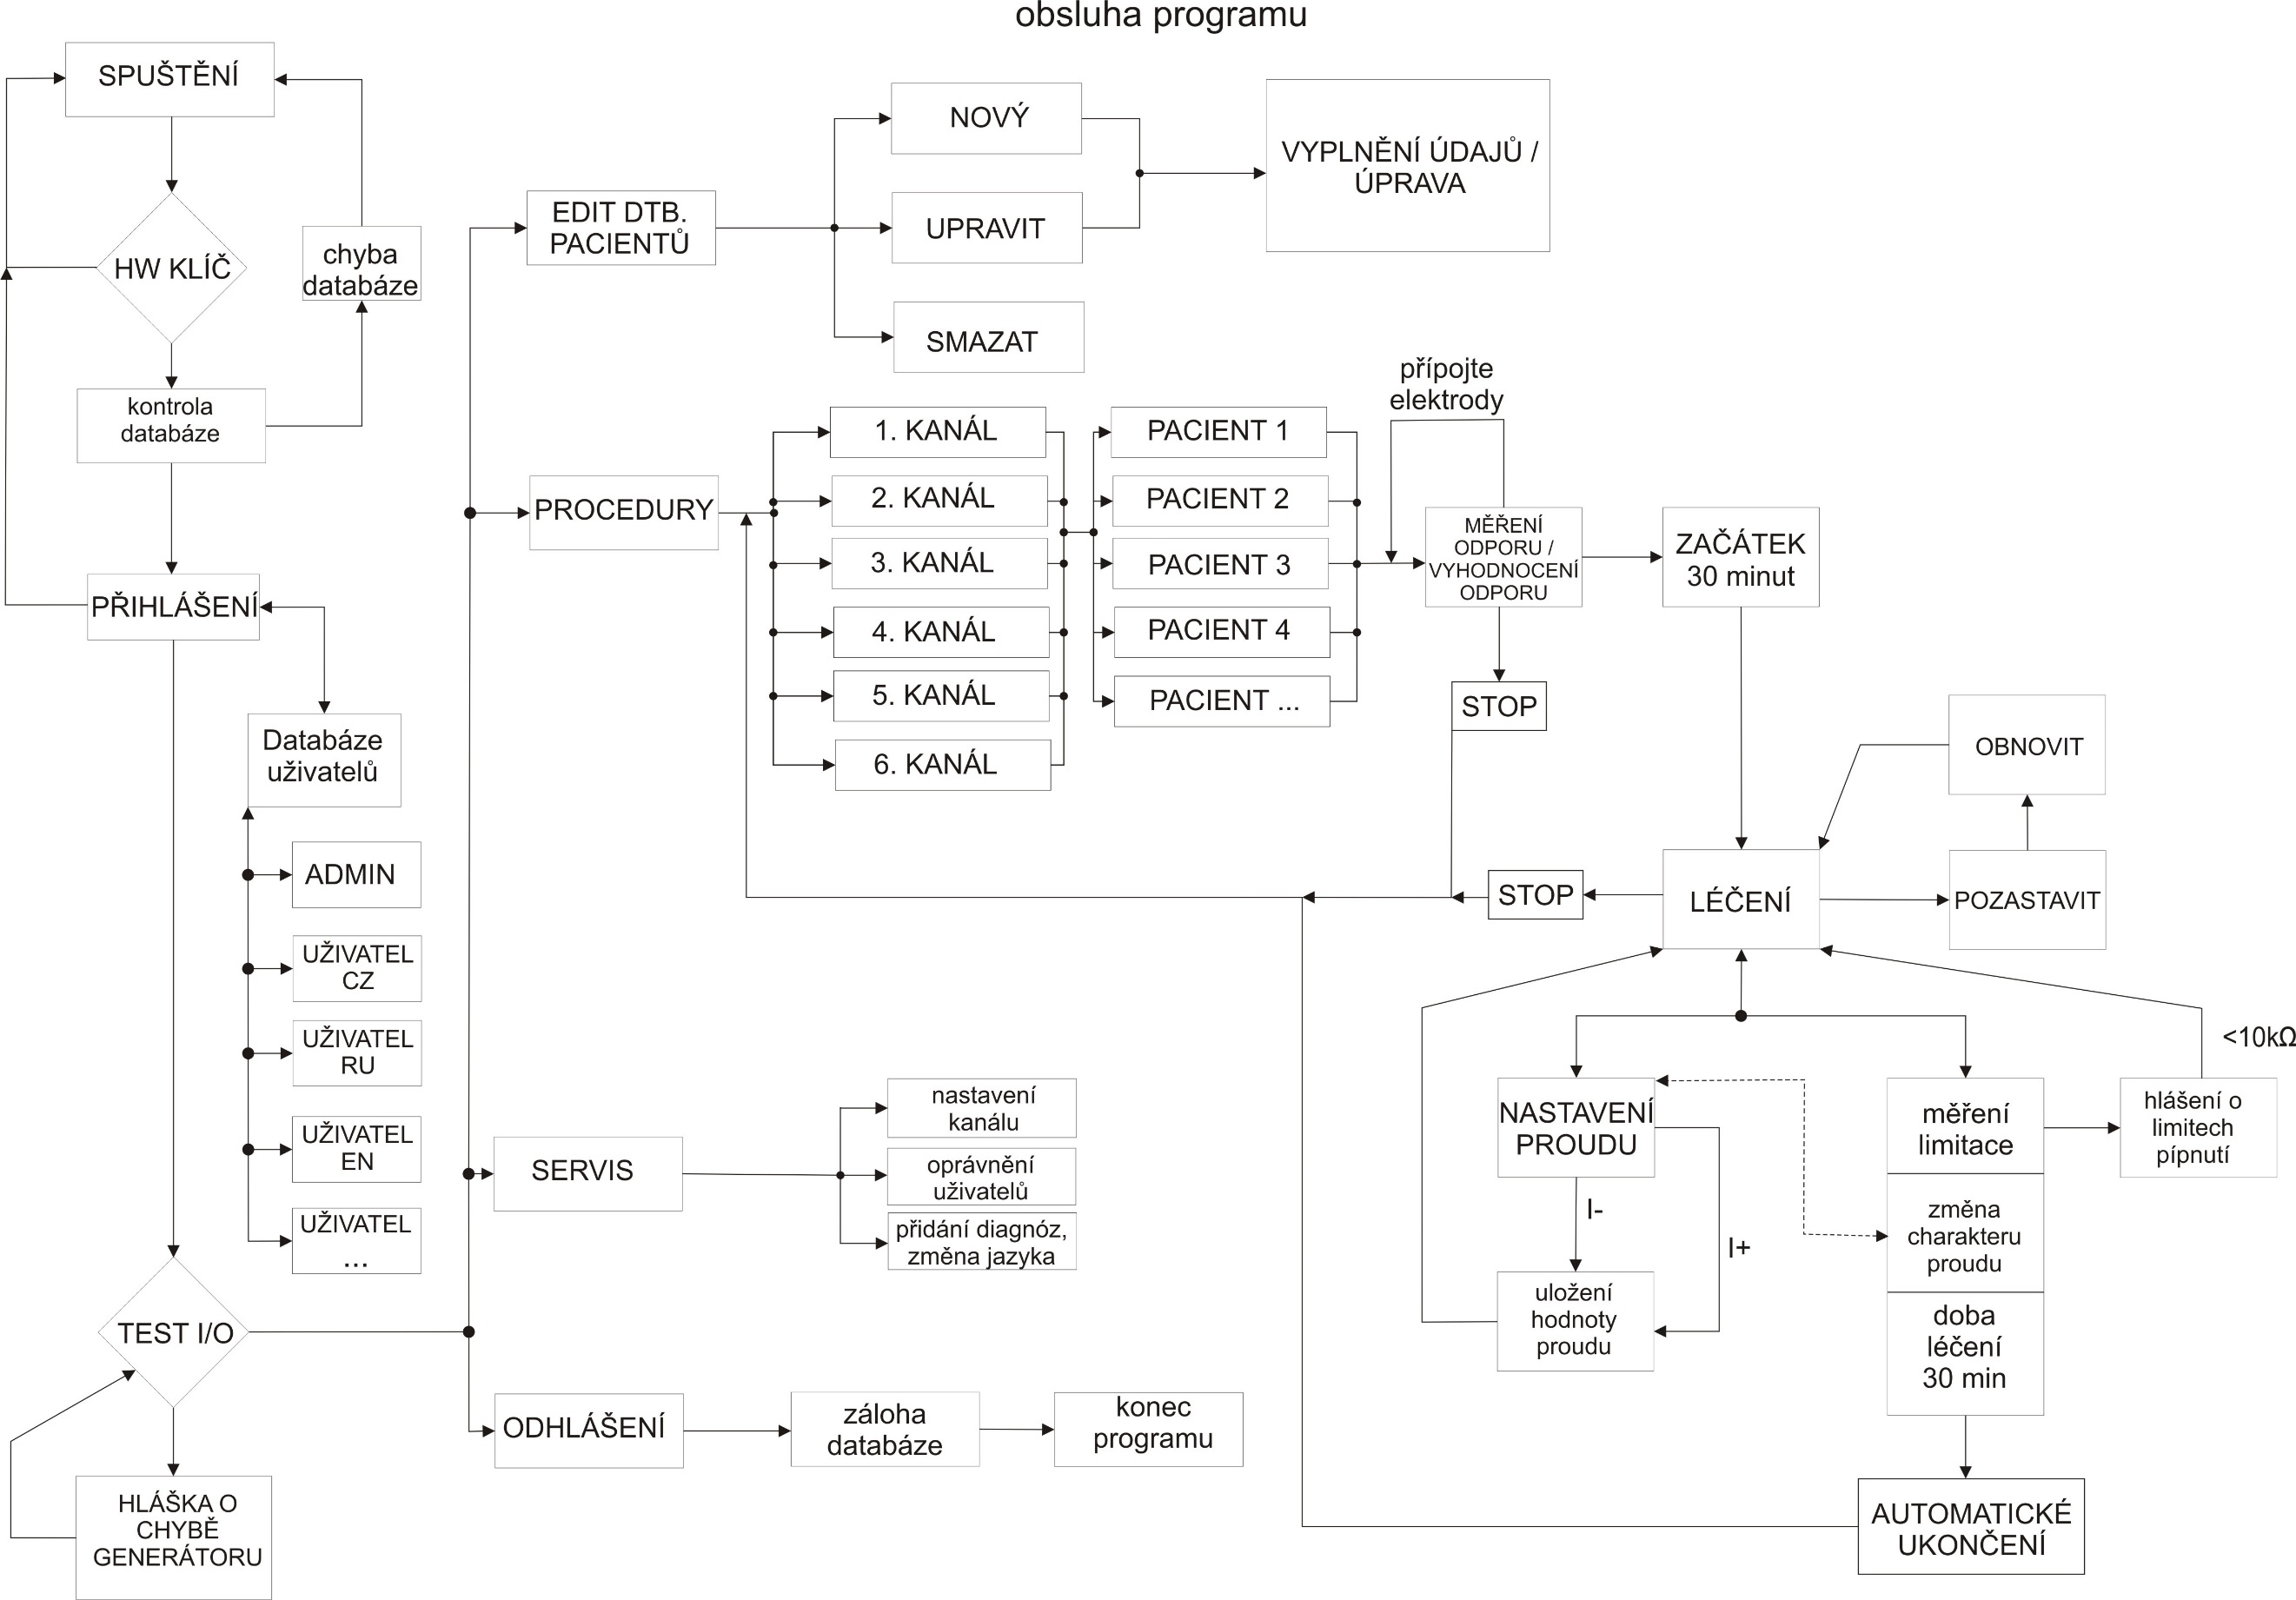 obsluha programu
SPUŠTĚNÍ
HW KLÍČ
chyba
databáze
kontrola
databáze
PŘIHLÁŠENÍ
Databáze
uživatelů
ADMIN
UŽIVATEL
CZ
UŽIVATEL
RU
UŽIVATEL
EN
UŽIVATEL
...
TEST I/O
HLÁŠKA O
CHYBĚ
GENERÁTORU
EDIT DTB.
PACIENTŮ
NOVÝ
UPRAVIT
SMAZAT
VYPLNĚNÍ ÚDAJŮ /
ÚPRAVA
PROCEDURY
1. KANÁL
2. KANÁL
3. KANÁL
4. KANÁL
5. KANÁL
6. KANÁL
PACIENT 1
PACIENT 2
PACIENT 3
PACIENT 4
PACIENT ...
přípojte
elektrody
MĚŘENÍ
ODPORU /
VYHODNOCENÍ
ODPORU
STOP
ZAČÁTEK
30 minut
OBNOVIT
POZASTAVIT
LÉČENÍ
STOP
<10kΩ
NASTAVENÍ
PROUDU
I-
I+
uložení
hodnoty
proudu
měření
limitace
změna
charakteru
proudu
doba
léčení
30 min
hlášení o
limitech
pípnutí
AUTOMATICKÉ
UKONČENÍ
SERVIS
nastavení
kanálu
oprávnění
uživatelů
přidání diagnóz,
změna jazyka
ODHLÁŠENÍ
záloha
databáze
konec
programu